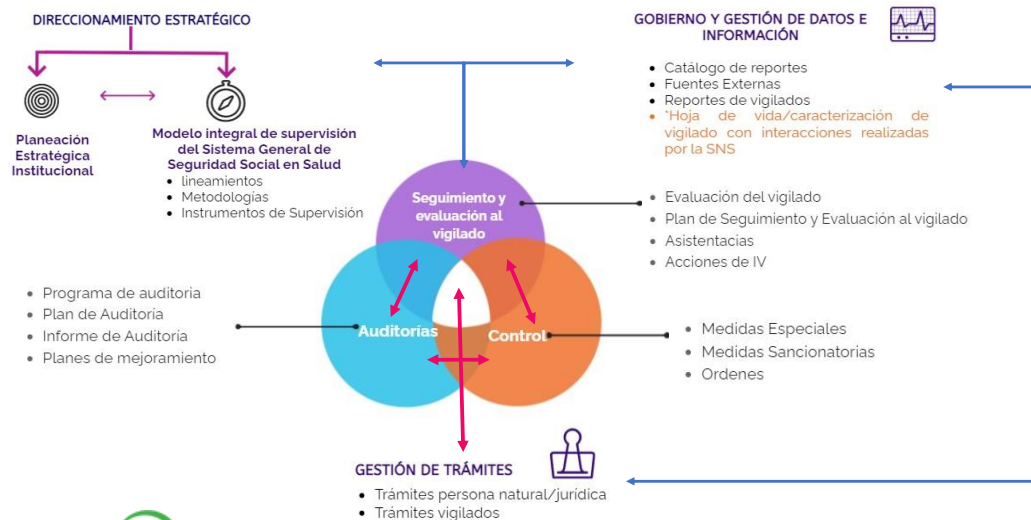 DIRECCIONAMIENTO ESTRATÉGICO
Planeación
Estratégica
Institucional
Modelo integral de supervisión
del Sistema General de
Seguridad Social en Salud
• lineamientos
• Metodologías
• Instrumentos de Supervisión
GOBIERNO Y GESTIÓN DE DATOS E
INFORMACIÓN
• Catálogo de reportes
• Fuentes Externas
• Reportes de vigilados
• *Hoja de vida/caracterización de
vigilado con interacciones realizadas
por la SNS
Seguimiento y
evaluación al
vigilado
• Evaluación del vigilado
• Plan de Seguimiento y Evaluación al vigilado
• Asistentacias
• Acciones de IV
• Programa de auditoria
• Plan de Auditoría
• Informe de Auditoría
• Planes de mejoramiento
Auditorías
Control
• Medidas Especiales
• Medidas Sancionatorias
• Ordenes
GESTIÓN DE TRÁMITES
• Trámites persona natural/jurídica
• Trámites vigilados